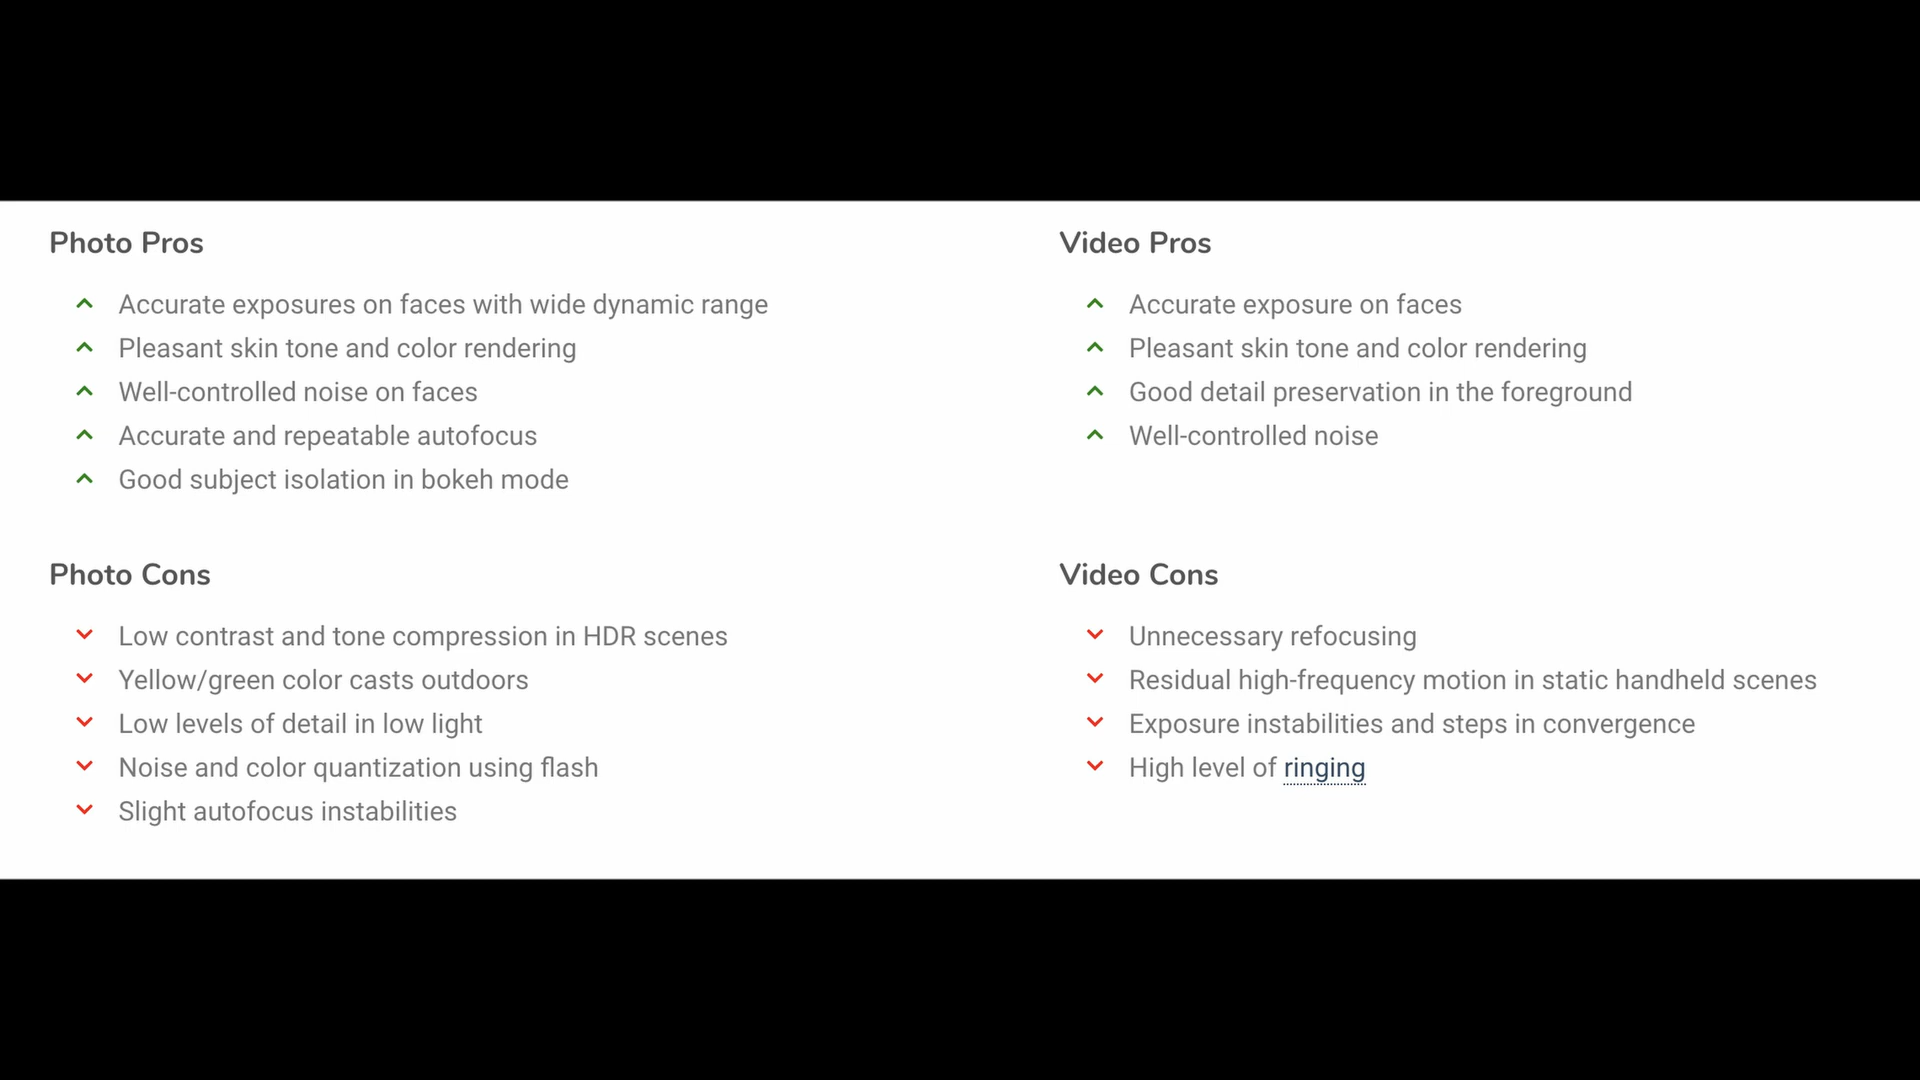 Photo Pros
Accurate exposures on faces with wide dynamic range
Pleasant skin tone and color rendering
Well-controlled noise on faces
Accurate and repeatable autofocus
Good subject isolation in bokeh mode
Video Pros
Accurate exposure on faces
Pleasant skin tone and color rendering
Good detail preservation in the foreground
Well-controlled noise
Photo Cons
Low contrast and tone compression in HDR scenes
Yellow/green color casts outdoors
Low levels of detail in low light
Noise and color quantization using flash
Slight autofocus instabilities
Video Cons
Unnecessary refocusing
Residual high-frequency motion in static handheld scenes
Exposure instabilities and steps in convergence
High level of ringing